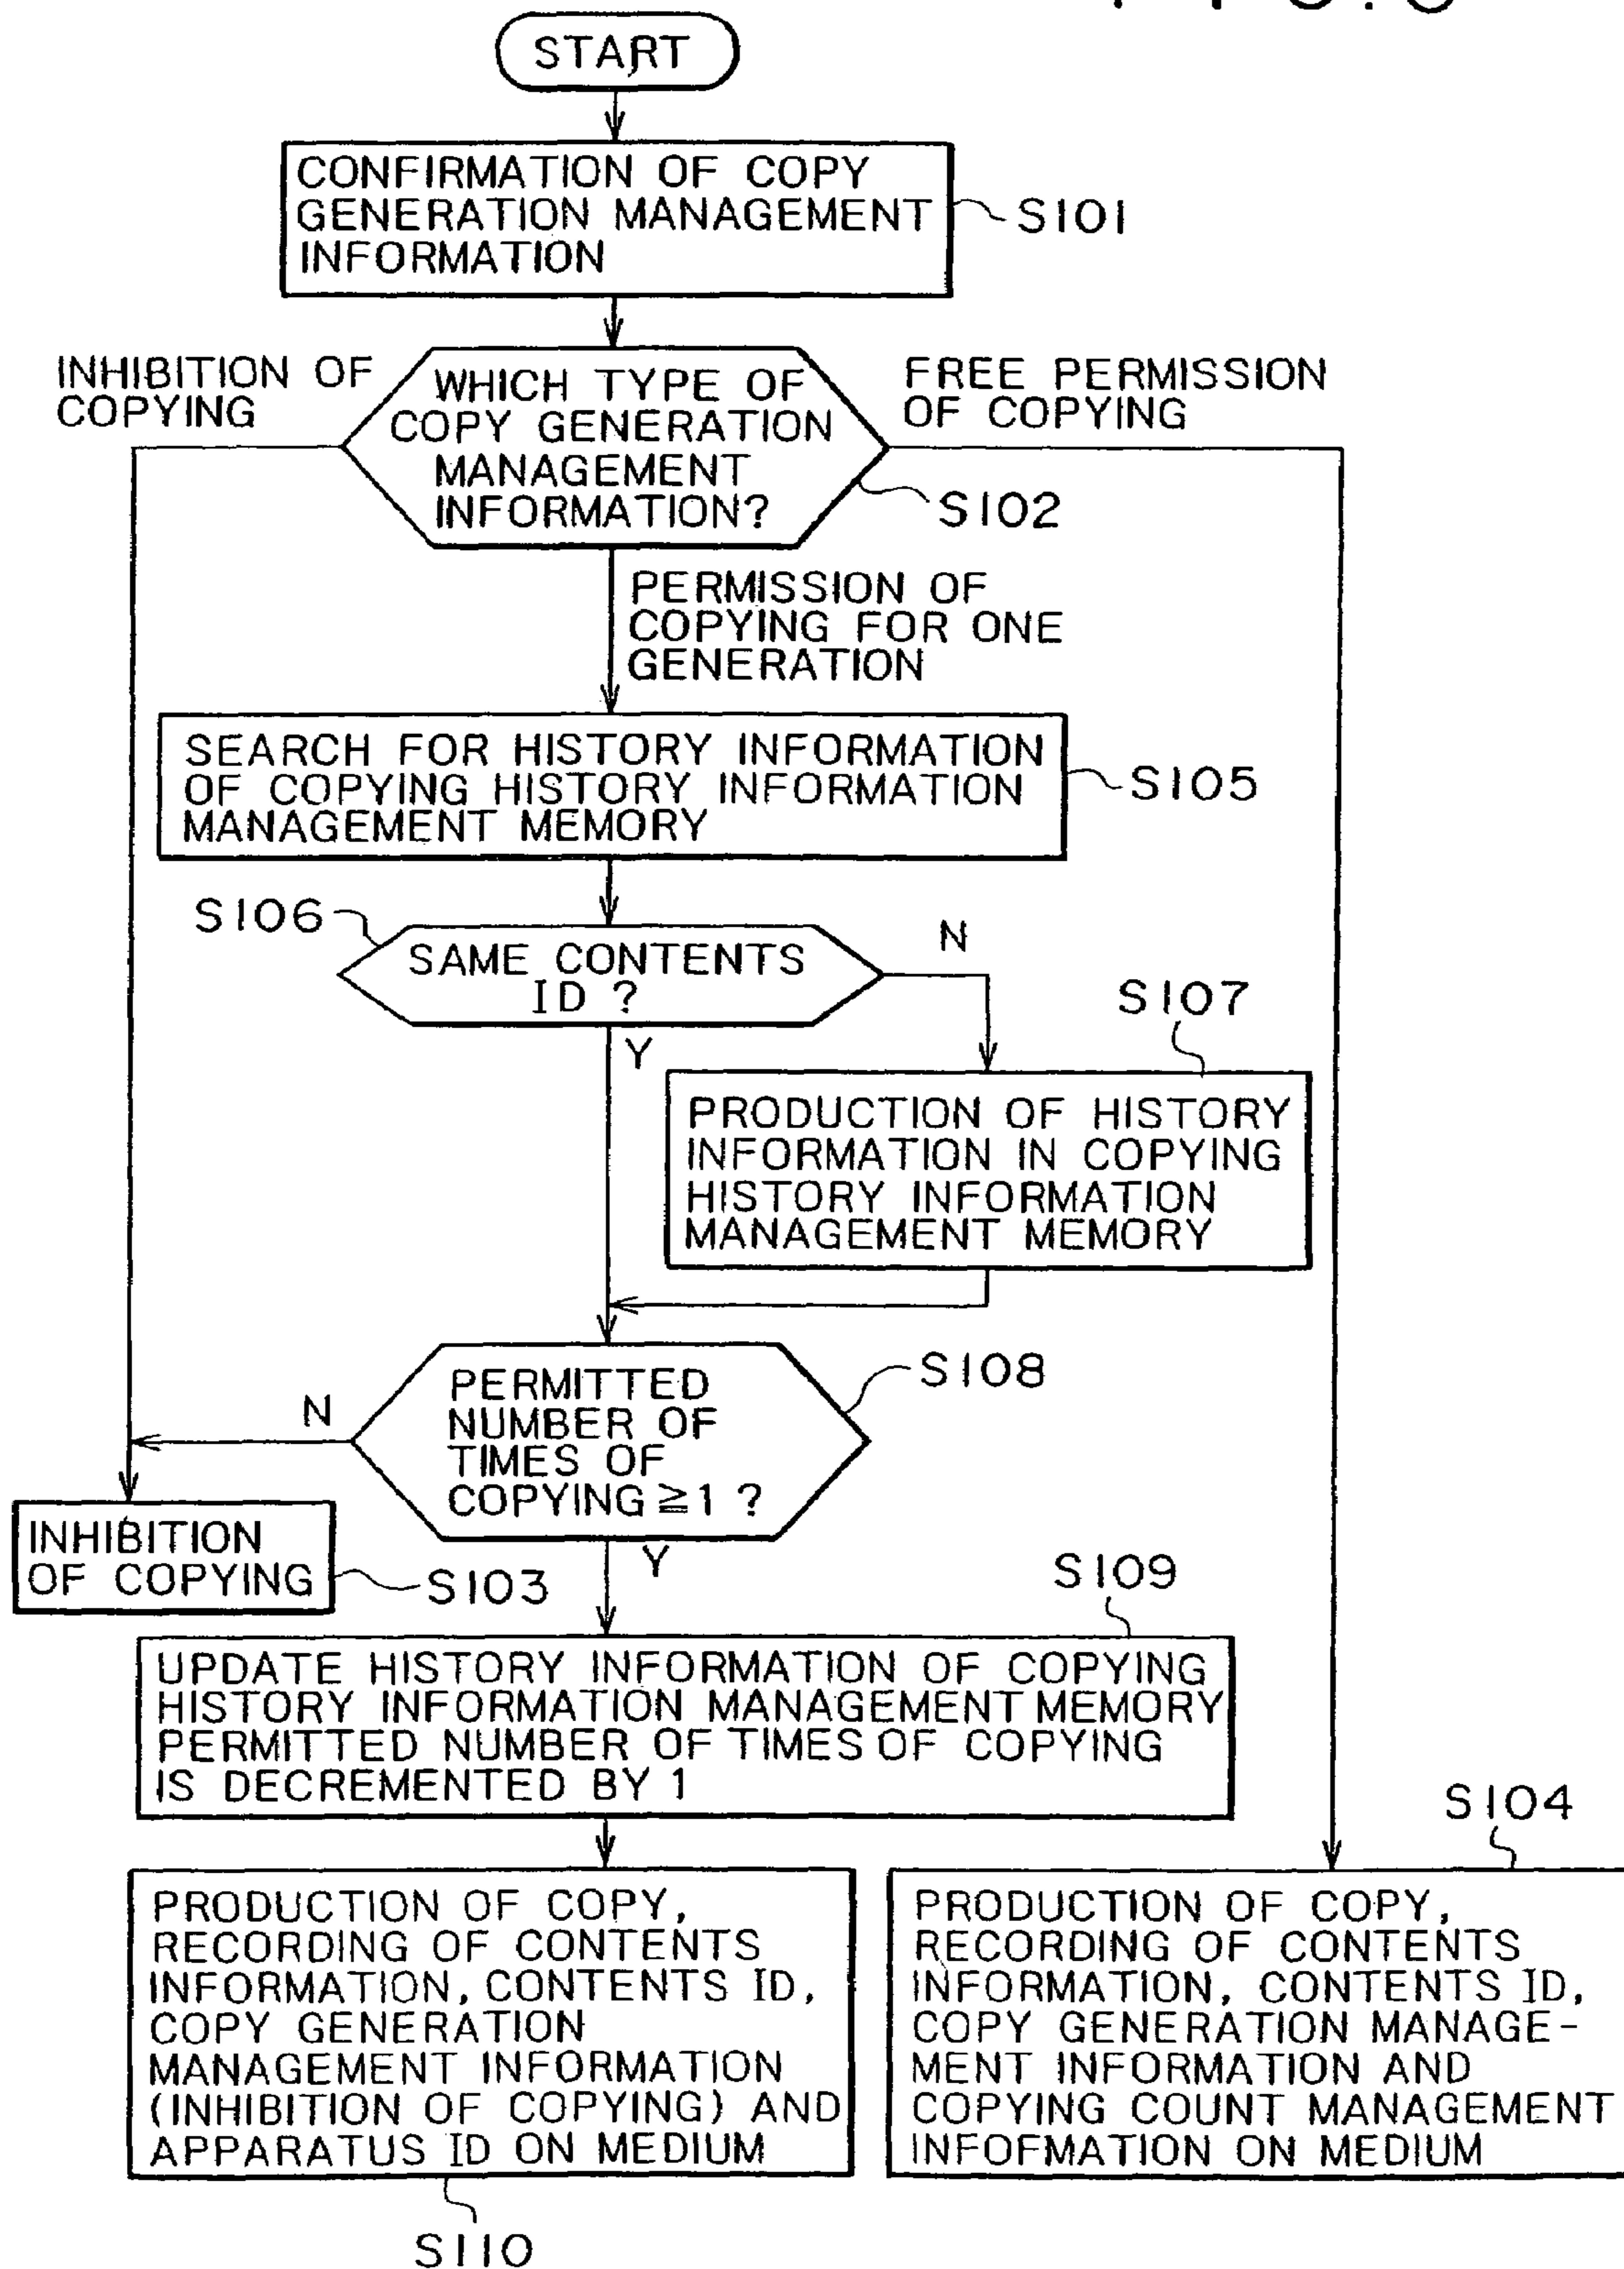 START
CONFIRMATION OF COPY
GENERATION MANAGEMENT
INFORMATION
S101
INHIBITION OF
COPYING
WHICH TYPE OF
COPY GENERATION
MANAGEMENT
INFORMATION?
FREE PERMISSION
OF COPYING
S102
PERMISSION OF
COPYING FOR ONE
GENERATION
SEARCH FOR HISTORY INFORMATION
OF COPYING HISTORY INFORMATION
MANAGEMENT MEMORY
S105
S106
SAME CONTENTS
ID ?
N
Y
S107
PRODUCTION OF HISTORY
INFORMATION IN COPYING
HISTORY INFORMATION
MANAGEMENT MEMORY
S108
PERMITTED
NUMBER OF
TIMES OF
COPYING ≧ 1 ?
N
Y
INHIBITION
OF COPYING
S103
S109
UPDATE HISTORY INFORMATION OF COPYING
HISTORY INFORMATION MANAGEMENT MEMORY
PERMITTED NUMBER OF TIMES OF COPYING
IS DECREMENTED BY 1
S104
PRODUCTION OF COPY,
RECORDING OF CONTENTS
INFORMATION, CONTENTS ID,
COPY GENERATION
MANAGEMENT INFORMATION
(INHIBITION OF COPYING) AND
APPARATUS ID ON MEDIUM
S110
PRODUCTION OF COPY,
RECORDING OF CONTENTS
INFORMATION, CONTENTS ID,
COPY GENERATION MANAGE-
MENT INFORMATION AND
COPYING COUNT MANAGEMENT
INFOFMATION ON MEDIUM